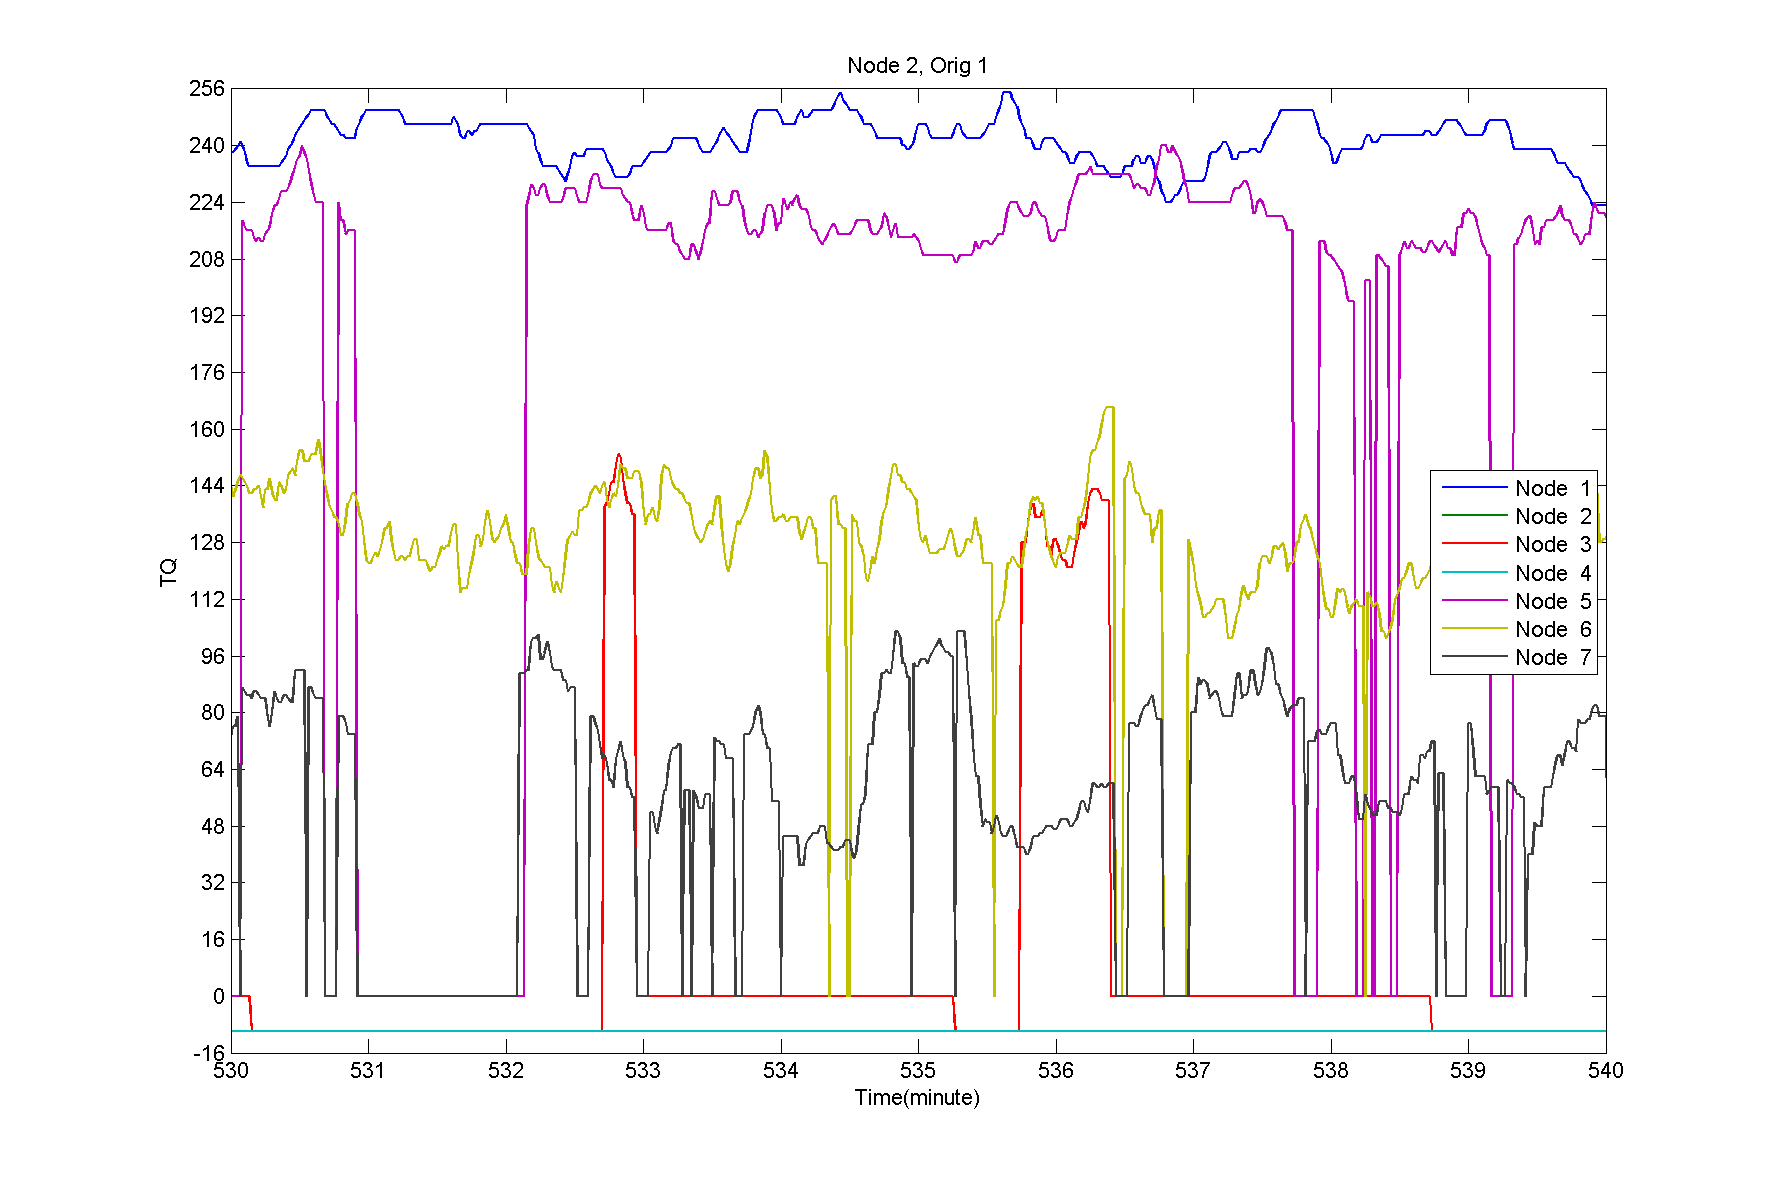 Node 2, Orig 1
256
240
224
208
192
176
160
144
128
112
96
80
64
48
32
16
0
-16
TQ
530 531 532 533 534 535 536 537 538 539 540
Time(minute)
Node 1
Node 2
Node 3
Node 4
Node 5
Node 6
Node 7